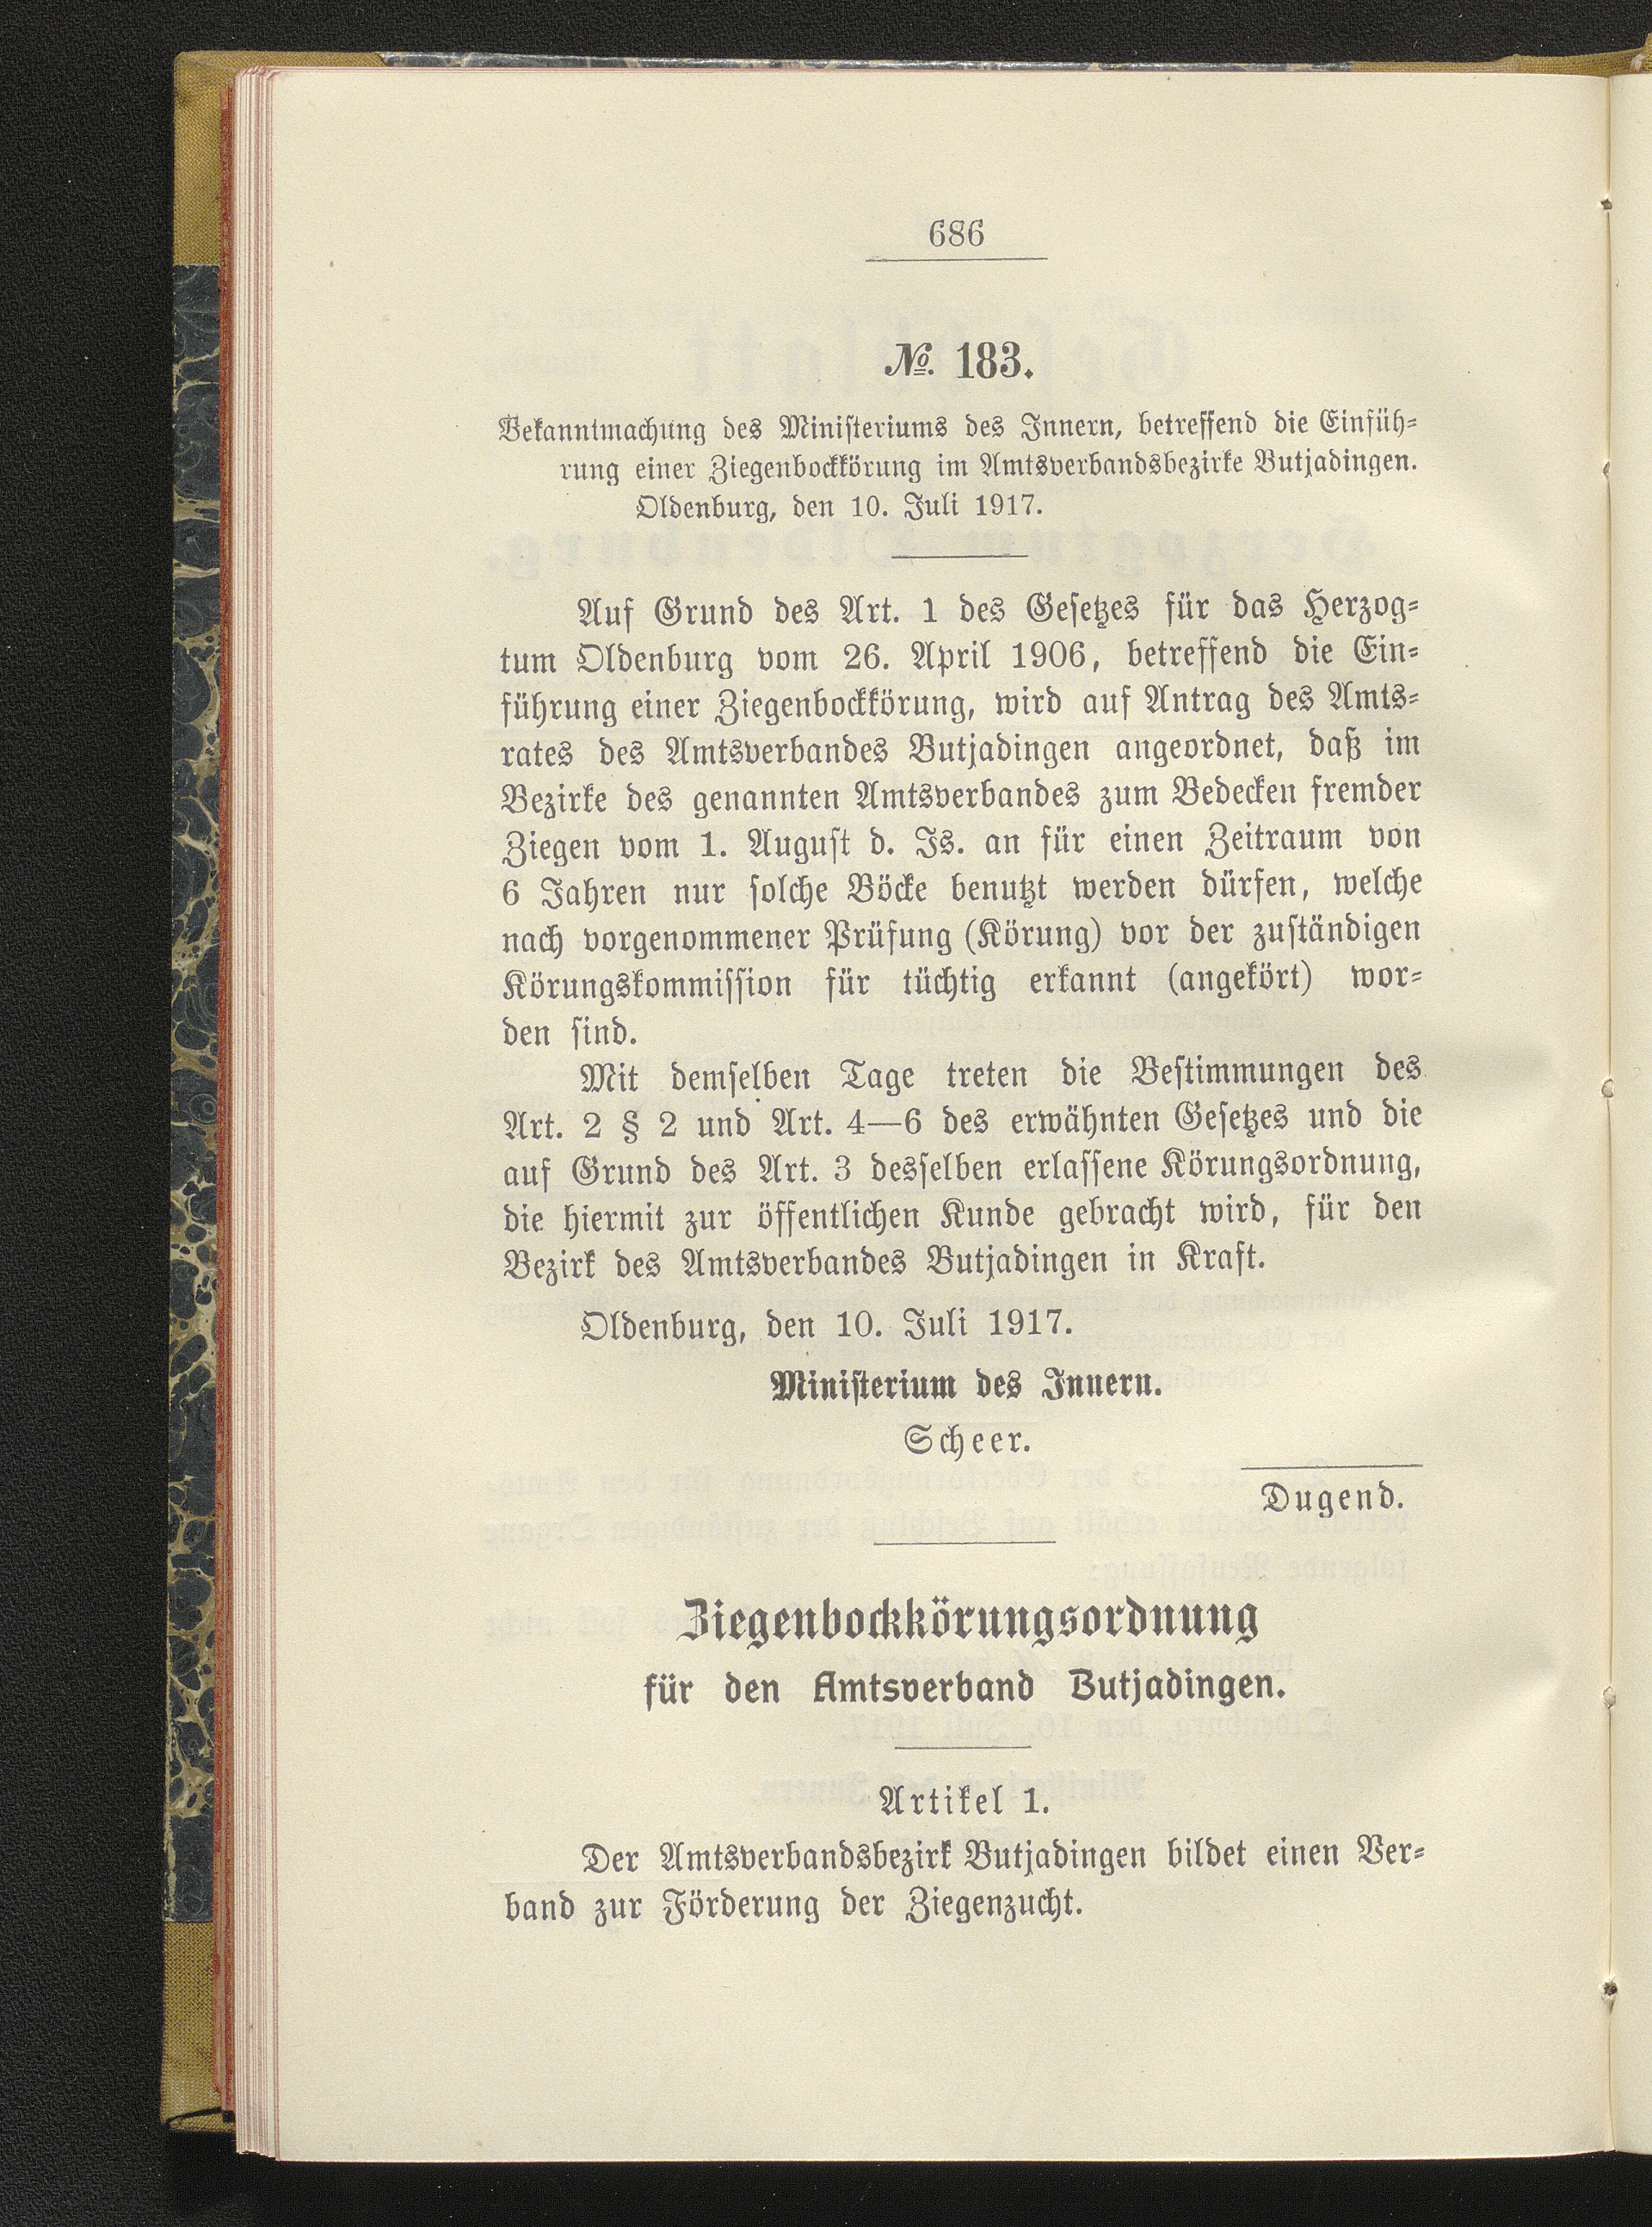 686
№. 183.
Bekanntmachung des Ministeriums des Innern, betreffend die Einfüh-
rung einer Ziegenbockkörung im Amtsverbandsbezirke Butjadingen.
Oldenburg, den 10. Juli 1917.
Auf Grund des Art. 1 des Gesetzes für das Herzog-
tum Oldenburg vom 26. April 1906, betreffend die Ein-
führung einer Ziegenbockkörung, wird auf Antrag des Amts-
rates des Amtsverbandes Butjadingen angeordnet, daß im
Bezirke des genannten Amtsverbandes zum Bedecken fremder
Ziegen vom 1. August d. Js. an für einen Zeitraum von
6 Jahren nur solche Böcke benutzt werden dürfen, welche
nach vorgenommener Prüfung (Körung) vor der zuständigen
Körungskommission für tüchtig erkannt (angekört) wor-
den sind.
Mit demselben Tage treten die Bestimmungen des
Art. 2 § 2 und Art. 4—6 des erwähnten Gesetzes und die
auf Grund des Art. 3 desselben erlassene Körungsordnung,
die hiermit zur öffentlichen Kunde gebracht wird, für den
Bezirk des Amtsverbandes Butjadingen in Kraft.
Oldenburg, den 10. Juli 1917.
Ministerium des Innern.
Scheer.
Dugend.
Ziegenbockkörungsordnung
für den Amtsverband Butjadingen.
Artikel 1.
Der Amtsverbandsbezirk Butjadingen bildet einen Ver-
band zur Förderung der Ziegenzucht.